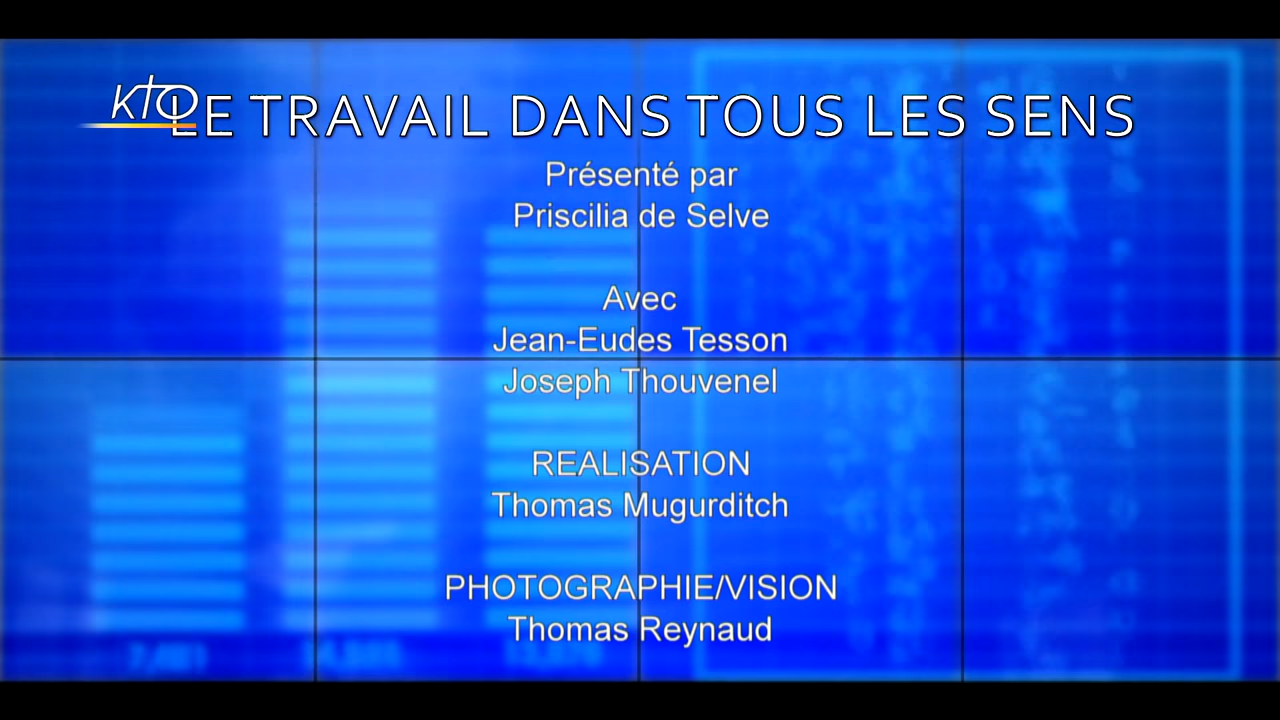 KTO
LE TRAVAIL DANS TOUS LES SENS
Présenté par
Priscilia de Selve
Avec
Jean-Eudes Tesson
Joseph Thouvenel
REALISATION
Thomas Mugurditch
PHOTOGRAPHIE/VISION
Thomas Reynaud